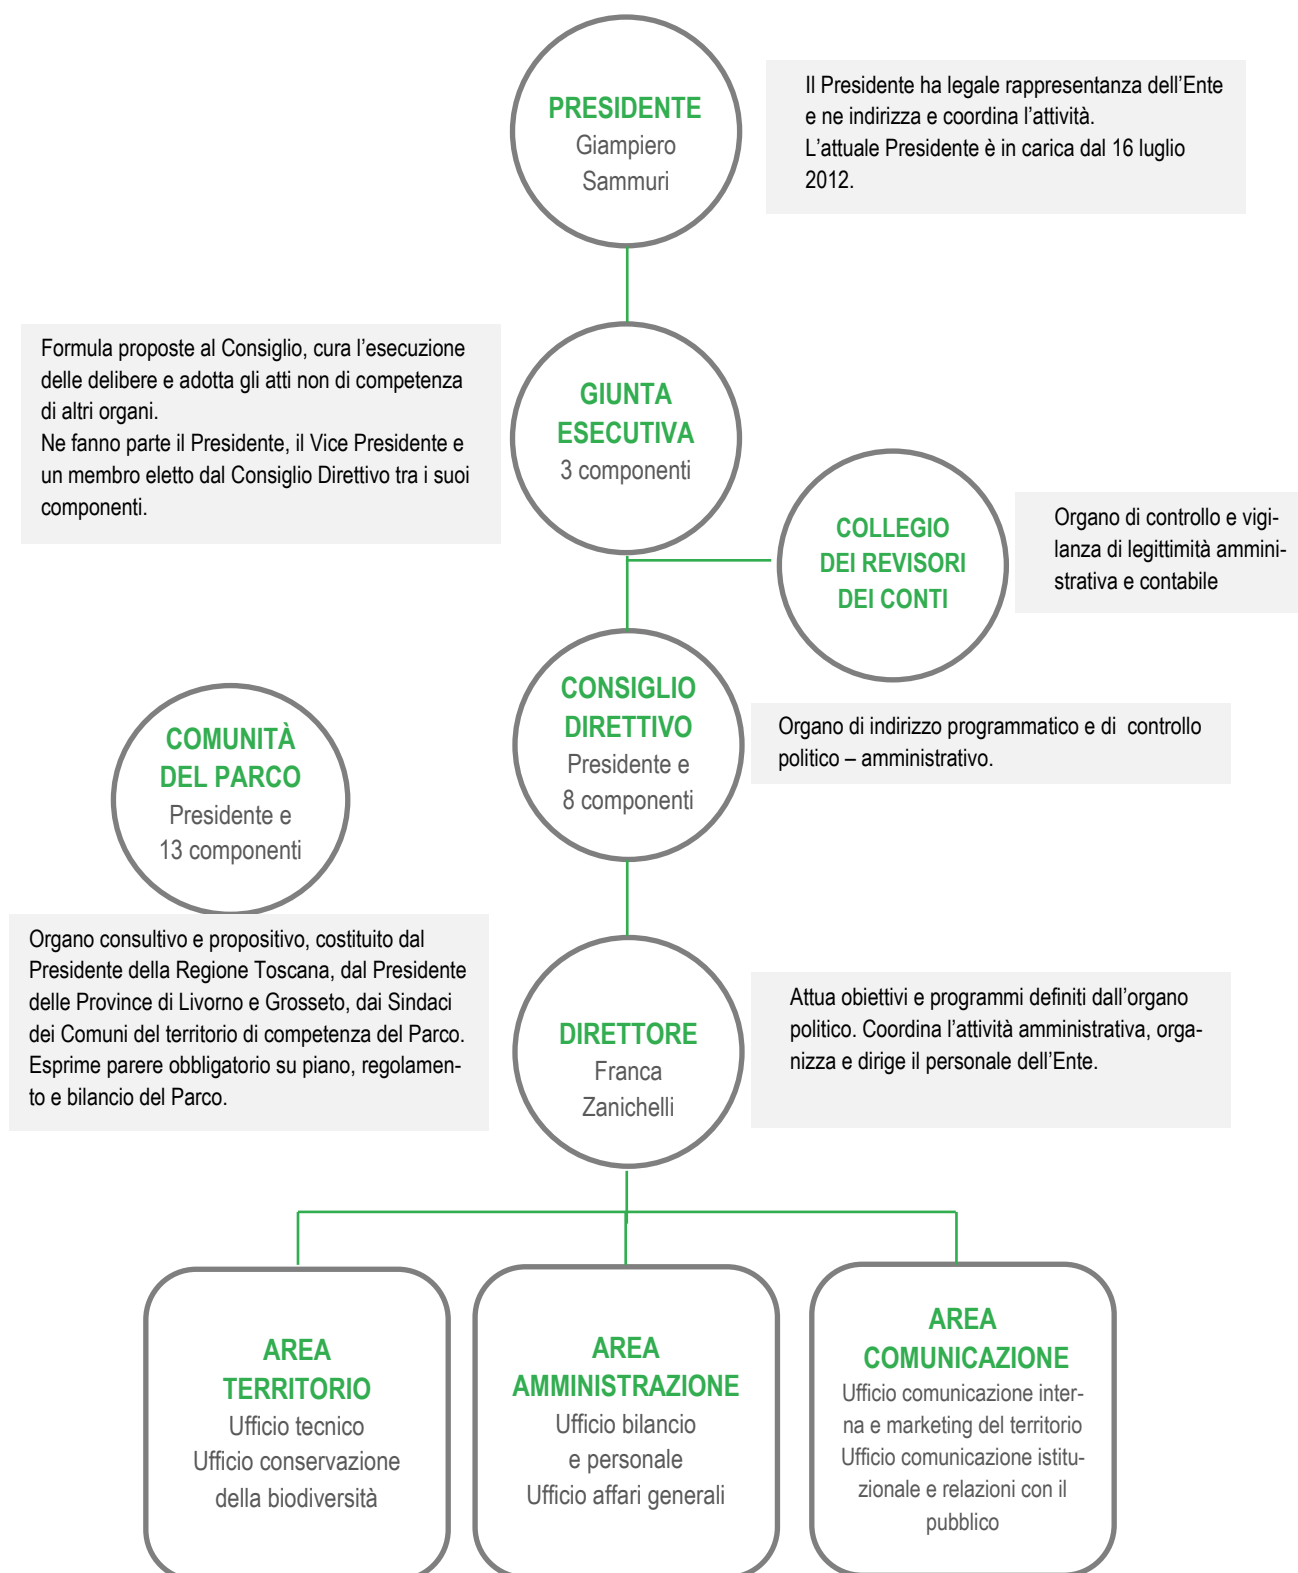 PRESIDENTE
Giampiero
Sammuri
Il Presidente ha legale rappresentanza dell’Ente
e ne indirizza e coordina l’attività.
L’attuale Presidente è in carica dal 16 luglio
2012.
Formula proposte al Consiglio, cura l’esecuzione
delle delibere e adotta gli atti non di competenza
di altri organi.
Ne fanno parte il Presidente, il Vice Presidente e
un membro eletto dal Consiglio Direttivo tra i suoi
componenti.
GIUNTA
ESECUTIVA
3 componenti
COLLEGIO
DEI REVISORI
DEI CONTI
Organo di controllo e vigi-
lanza di legittimità ammini-
strativa e contabile
CONSIGLIO
DIRETTIVO
Presidente e
8 componenti
Organo di indirizzo programmatico e di  controllo
politico – amministrativo.
COMUNITÀ
DEL PARCO
Presidente e
13 componenti
Organo consultivo e propositivo, costituito dal
Presidente della Regione Toscana, dal Presidente
delle Province di Livorno e Grosseto, dai Sindaci
dei Comuni del territorio di competenza del Parco.
Esprime parere obbligatorio su piano, regolamen-
to e bilancio del Parco.
DIRETTORE
Franca
Zanichelli
Attua obiettivi e programmi definiti dall’organo
politico. Coordina l’attività amministrativa, orga-
nizza e dirige il personale dell’Ente.
AREA
TERRITORIO
Ufficio tecnico
Ufficio conservazione
della biodiversità
AREA
AMMINISTRAZIONE
Ufficio bilancio
e personale
Ufficio affari generali
AREA
COMUNICAZIONE
Ufficio comunicazione inter-
na e marketing del territorio
Ufficio comunicazione istitu-
zionale e relazioni con il
pubblico